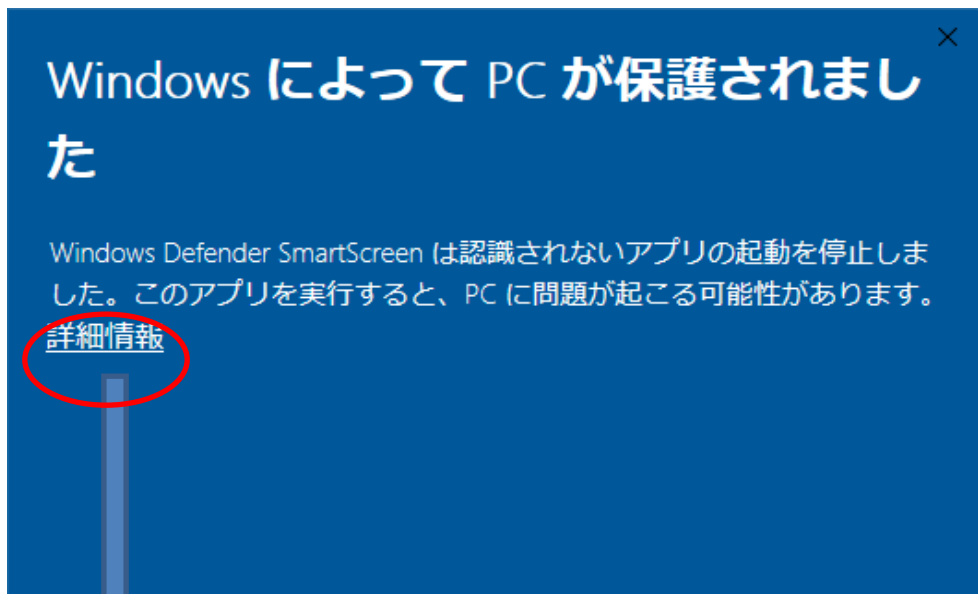 Windows によって PC が保護されまし
た
Windows Defender SmartScreen は認識されないアプリの起動を停止しま
した。このアプリを実行すると、PC に問題が起こる可能性があります。
詳細情報